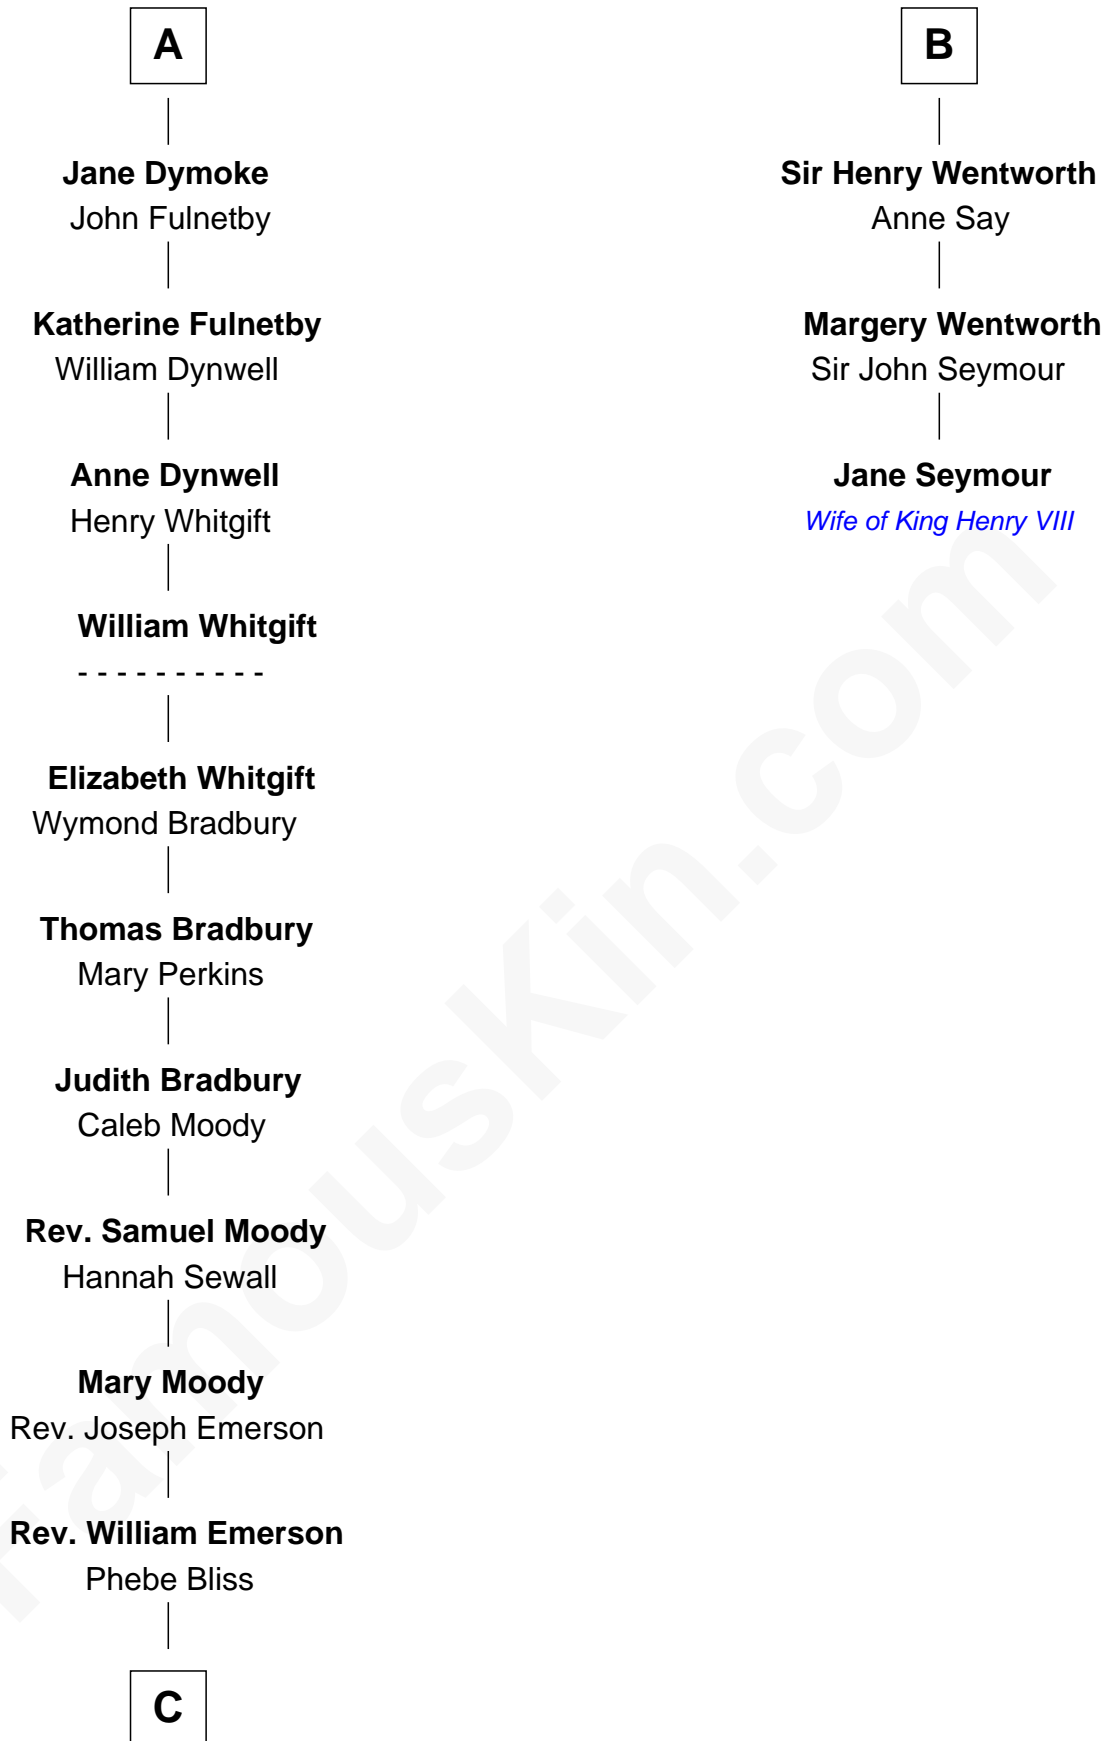 A
Jane Dymoke
John Fulnetby
Katherine Fulnetby
William Dynwell
Anne Dynwell
Henry Whitgift
William Whitgift
- - - - - - - - - -
Elizabeth Whitgift
Wymond Bradbury
Thomas Bradbury
Mary Perkins
Judith Bradbury
Caleb Moody
Rev. Samuel Moody
Hannah Sewall
Mary Moody
Rev. Joseph Emerson
Rev. William Emerson
Phebe Bliss
C
B
Sir Henry Wentworth
Anne Say
Margery Wentworth
Sir John Seymour
Jane Seymour
Wife of King Henry VIII
FamousKin.com